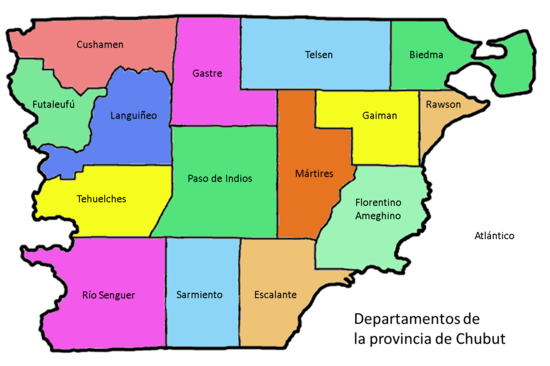 Cushamen
Telsen
Biedma
Gastre
Futaleufú
Languiñeo
Gaiman
Rawson
Paso de Indios
Mártires
Tehuelches
Florentino
Ameghino
Atlántico
Río Senguer
Sarmiento
Escalante
Departamentos de
la provincia de Chubut